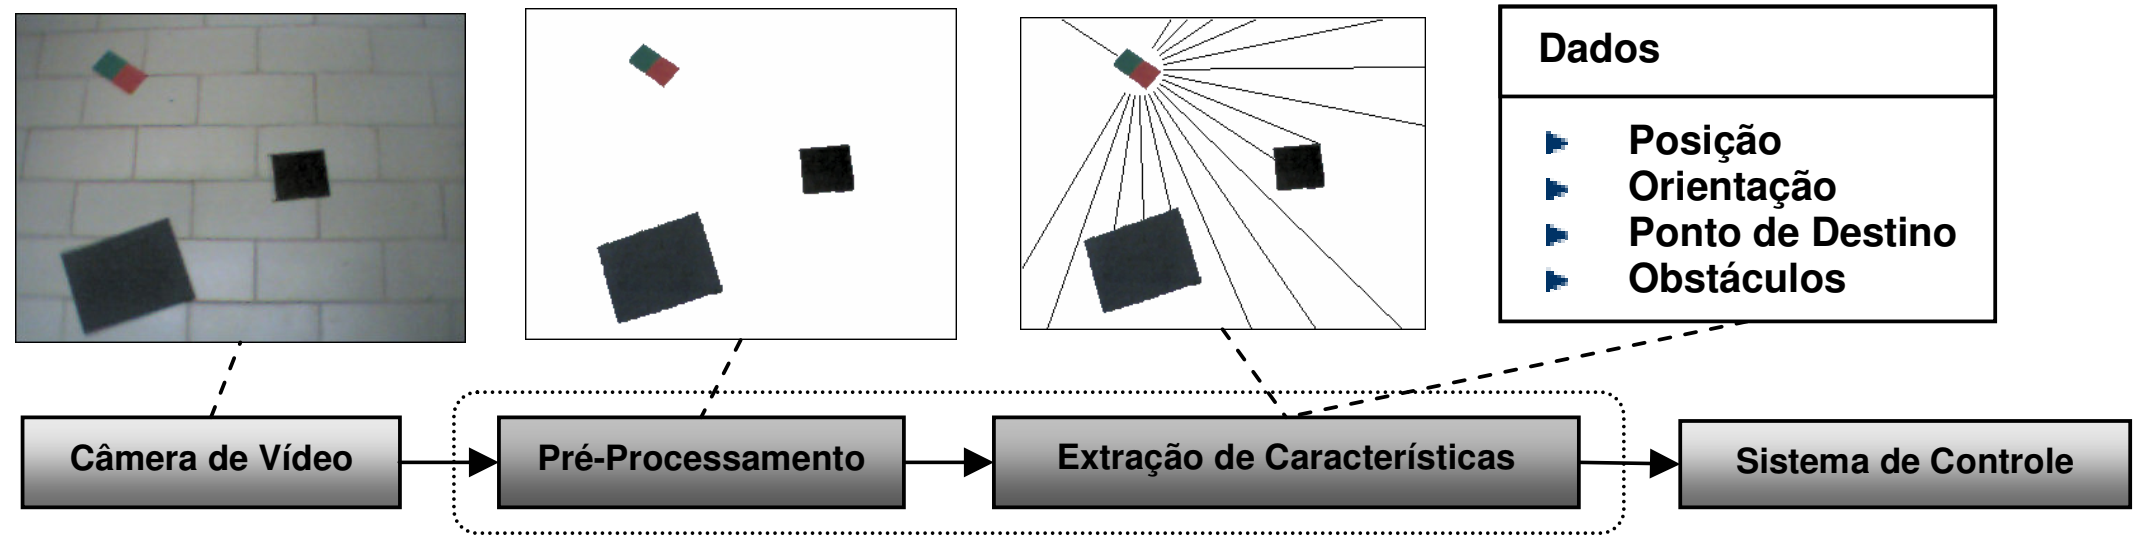 Dados
Posição
Orientação
Ponto de Destino
Obstáculos
Câmera de Vídeo
Pré-Processamento
Extração de Características
Sistema de Controle